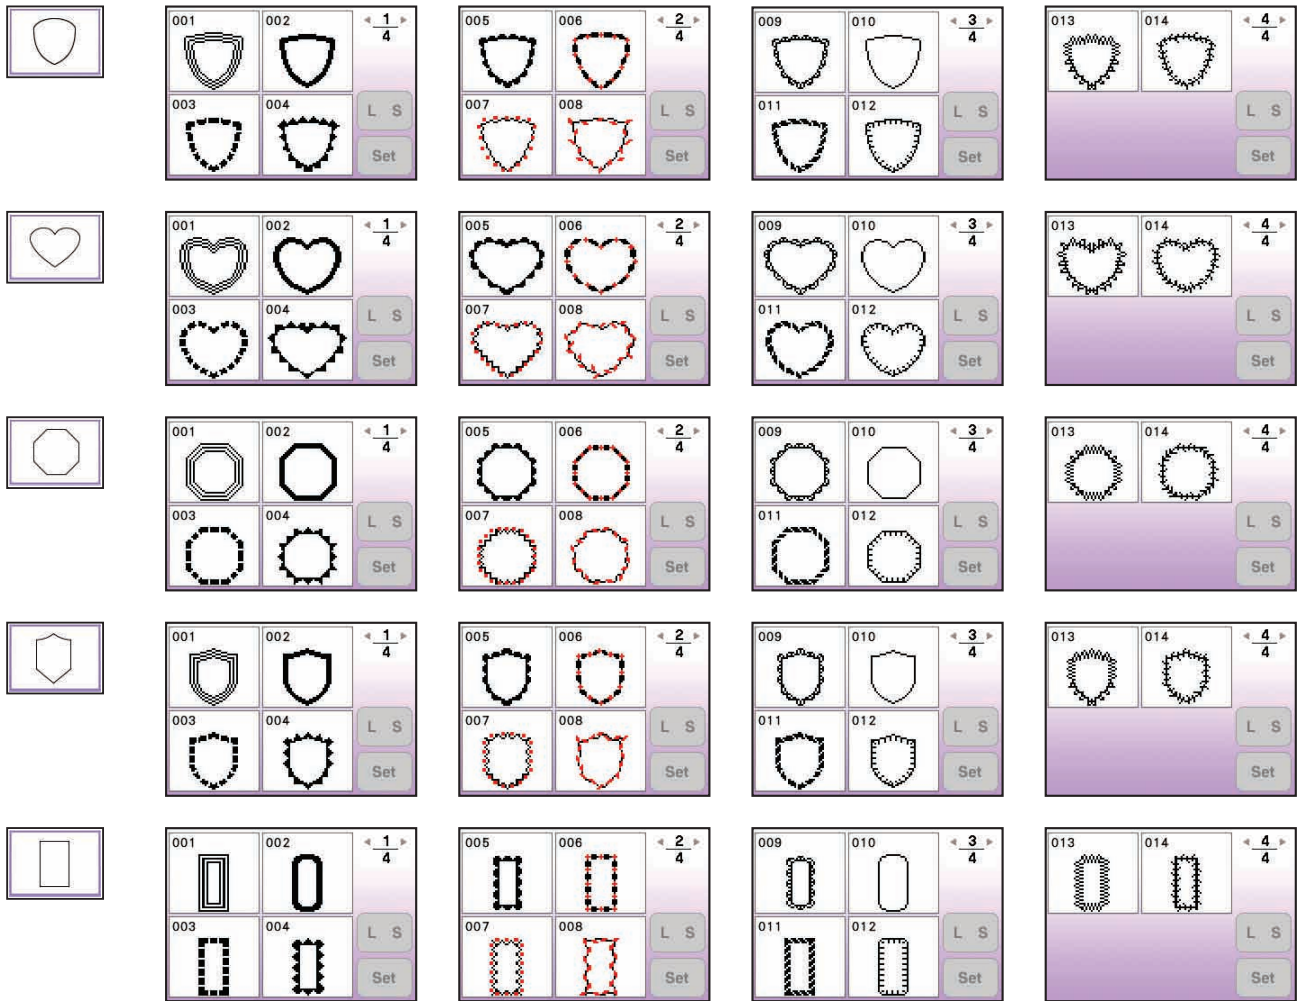 001 002 1
4
003 004 L S
Set
005 006 2
4
007 008 L S
Set
009 010 3
4
011 012 L S
Set
013 014 4
4
L S
Set
001 002 1
4
003 004 L S
Set
005 006 2
4
007 008 L S
Set
009 010 3
4
011 012 L S
Set
013 014 4
4
L S
Set
001 002 1
4
003 004 L S
Set
005 006 2
4
007 008 L S
Set
009 010 3
4
011 012 L S
Set
013 014 4
4
L S
Set
001 002 1
4
003 004 L S
Set
005 006 2
4
007 008 L S
Set
009 010 3
4
011 012 L S
Set
013 014 4
4
L S
Set
001 002 1
4
003 004 L S
Set
005 006 2
4
007 008 L S
Set
009 010 3
4
011 012 L S
Set
013 014 4
4
L S
Set